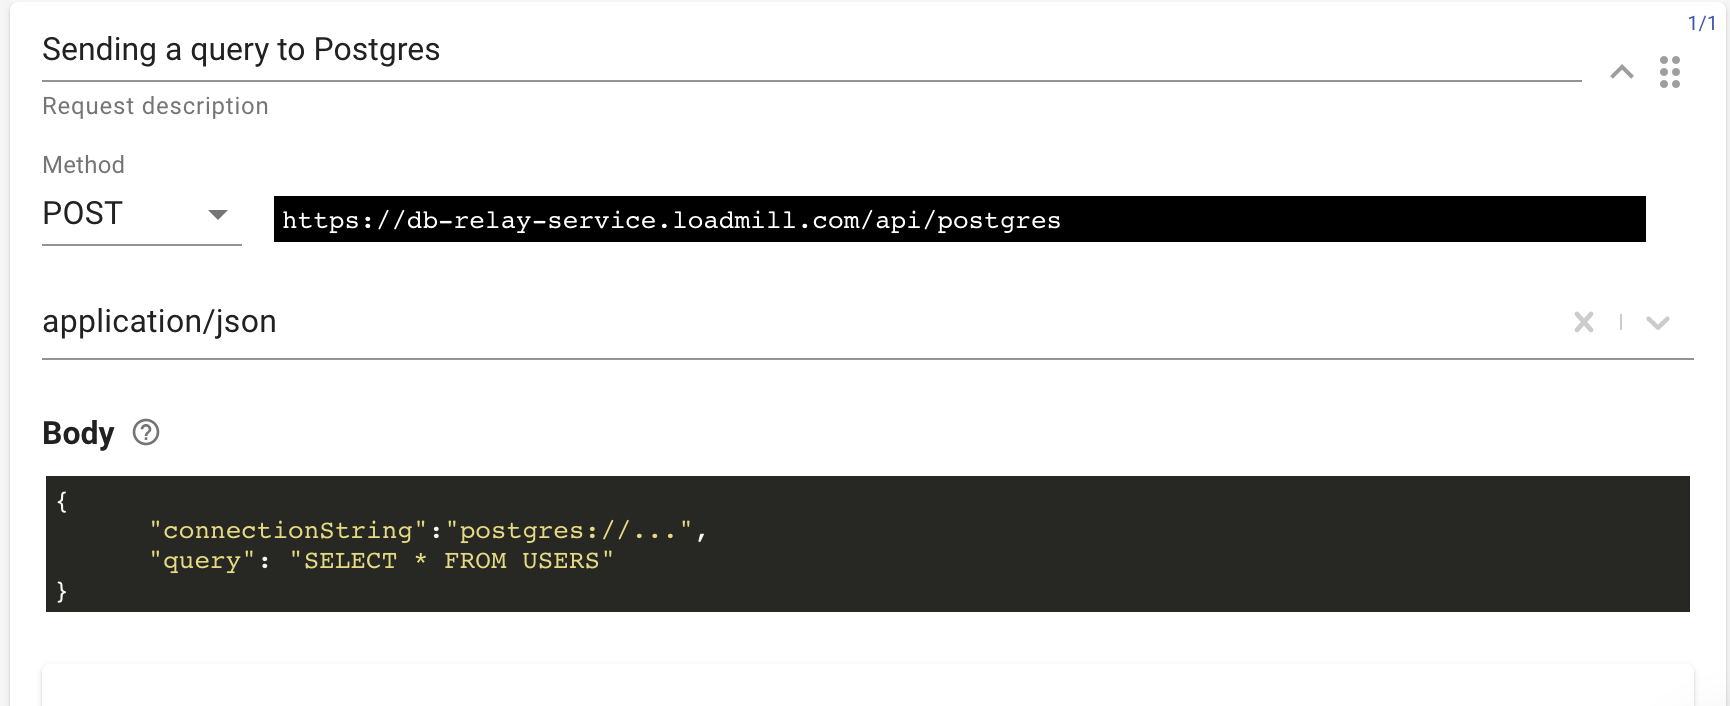 1/1
Sending a query to Postgres
Request description
Method
POST
https://db-relay-service.loadmill.com/api/postgres
application/json
Body
{
"connectionString":"postgres://...",
"query": "SELECT * FROM USERS"
}